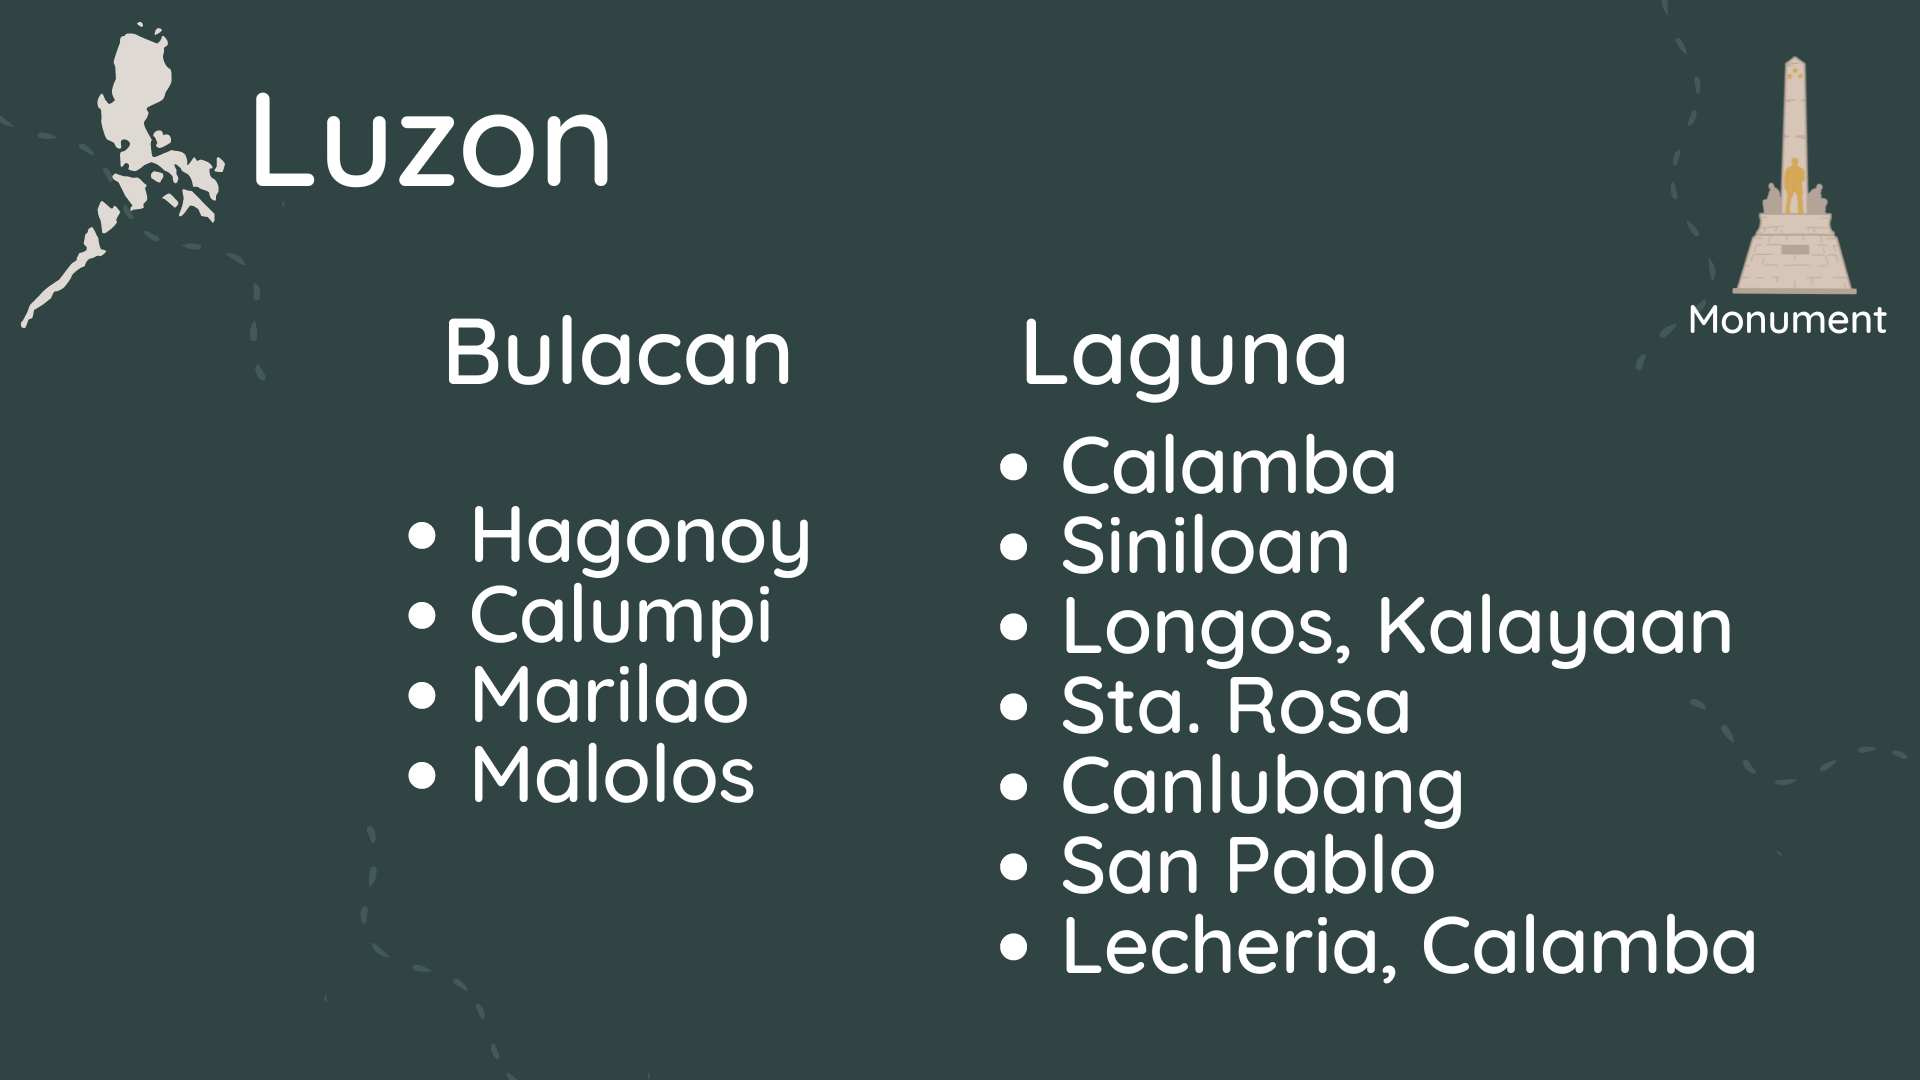 Luzon
Monument
Bulacan
Hagonoy
Calumpi
Marilao
Malolos
Laguna
Calamba
Siniloan
Longos, Kalayaan
Sta. Rosa
Canlubang
San Pablo
Lecheria, Calamba